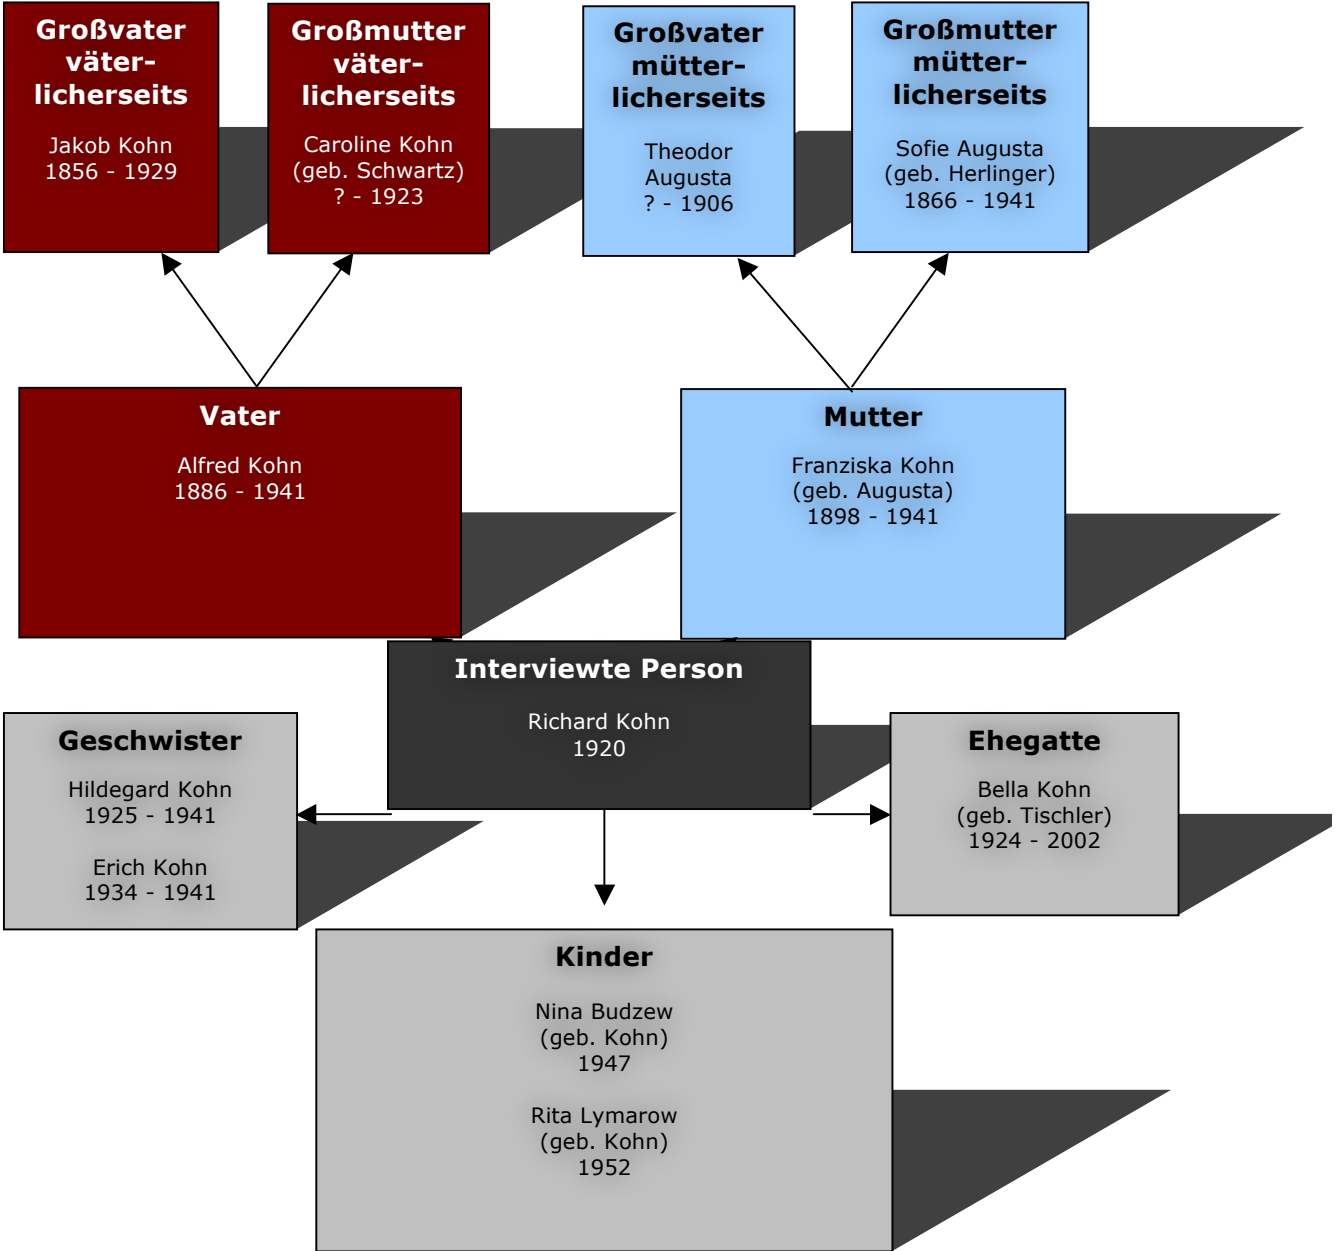 Großvater
väter-
licherseits
Jakob Kohn
1856 - 1929
Großmutter
väter-
licherseits
Caroline Kohn
(geb. Schwartz)
? - 1923
Großvater
mütter-
licherseits
Theodor
Augusta
? - 1906
Großmutter
mütter-
licherseits
Sofie Augusta
(geb. Herlinger)
1866 - 1941
Vater
Alfred Kohn
1886 - 1941
Mutter
Franziska Kohn
(geb. Augusta)
1898 - 1941
Interviewte Person
Richard Kohn
1920
Geschwister
Hildegard Kohn
1925 - 1941
Erich Kohn
1934 - 1941
Ehegatte
Bella Kohn
(geb. Tischler)
1924 - 2002
Kinder
Nina Budzew
(geb. Kohn)
1947
Rita Lymarow
(geb. Kohn)
1952